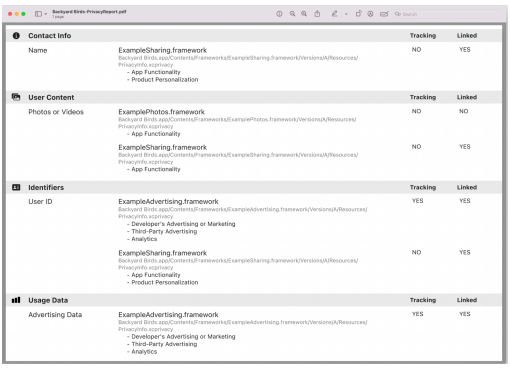 Backyard Birds-PrivacyReport.pdf
1 page
Search
Contact Info Tracking Linked
Name ExampleSharing.framework NO YES
Backyard Birds.app/Contents/Frameworks/ExampleSharing.framework/Versions/A/Resources/
PrivacyInfo.xcprivacy
- App Functionality
- Product Personalization
User Content Tracking Linked
Photos or Videos ExamplePhotos.framework NO NO
Backyard Birds.app/Contents/Frameworks/ExamplePhotos.framework/Versions/A/Resources/
PrivacyInfo.xcprivacy
- App Functionality
ExampleSharing.framework NO YES
Backyard Birds.app/Contents/Frameworks/ExampleSharing.framework/Versions/A/Resources/
PrivacyInfo.xcprivacy
- App Functionality
Identifiers Tracking Linked
User ID ExampleAdvertising.framework YES YES
Backyard Birds.app/Contents/Frameworks/ExampleAdvertising.framework/Versions/A/Resources/
PrivacyInfo.xcprivacy
- Developer's Advertising or Marketing
- Third-Party Advertising
- Analytics
ExampleSharing.framework NO YES
Backyard Birds.app/Contents/Frameworks/ExampleSharing.framework/Versions/A/Resources/
PrivacyInfo.xcprivacy
- App Functionality
- Product Personalization
Usage Data Tracking Linked
Advertising Data ExampleAdvertising.framework YES YES
Backyard Birds.app/Contents/Frameworks/ExampleAdvertising.framework/Versions/A/Resources/
PrivacyInfo.xcprivacy
- Developer's Advertising or Marketing
- Third-Party Advertising
- Analytics